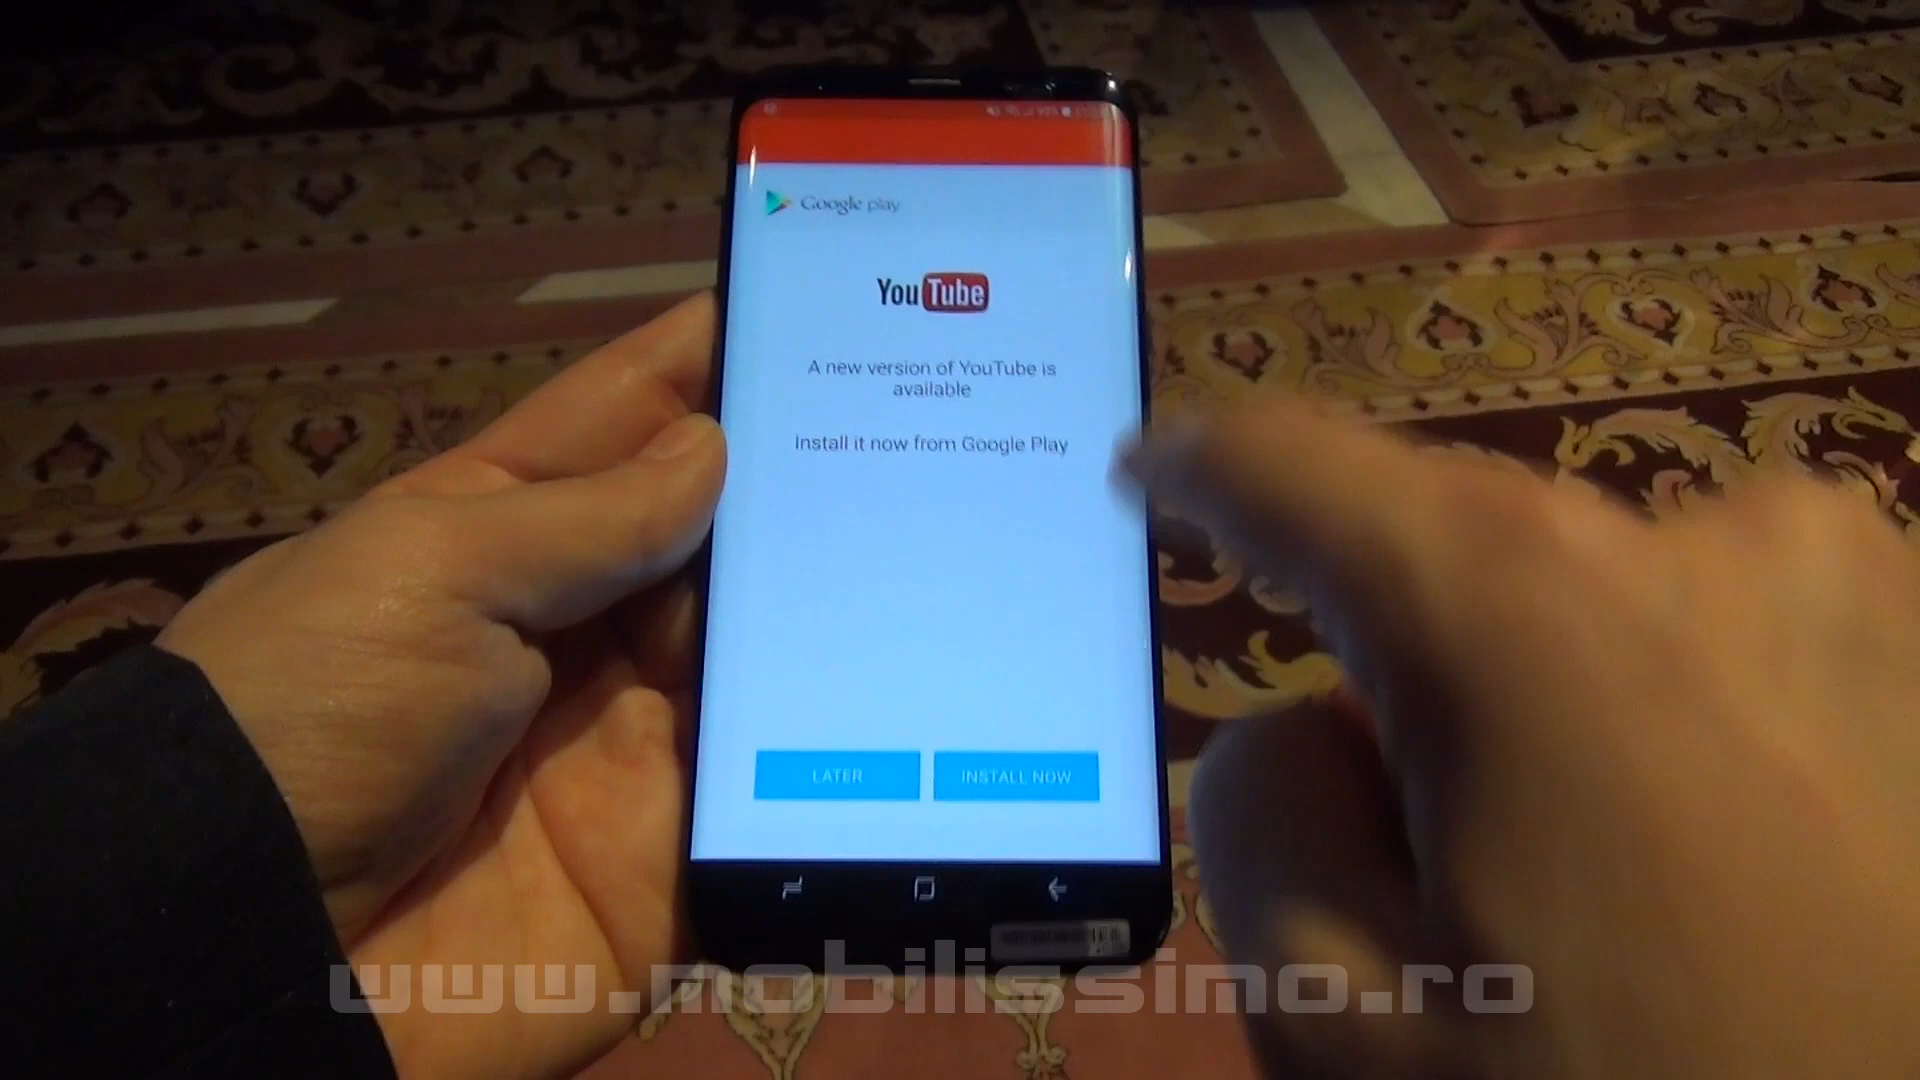 Google play
YouTube
A new version of YouTube is
available
Install it now from Google Play
LATER
INSTALL NOW
www.mobilissimo.ro